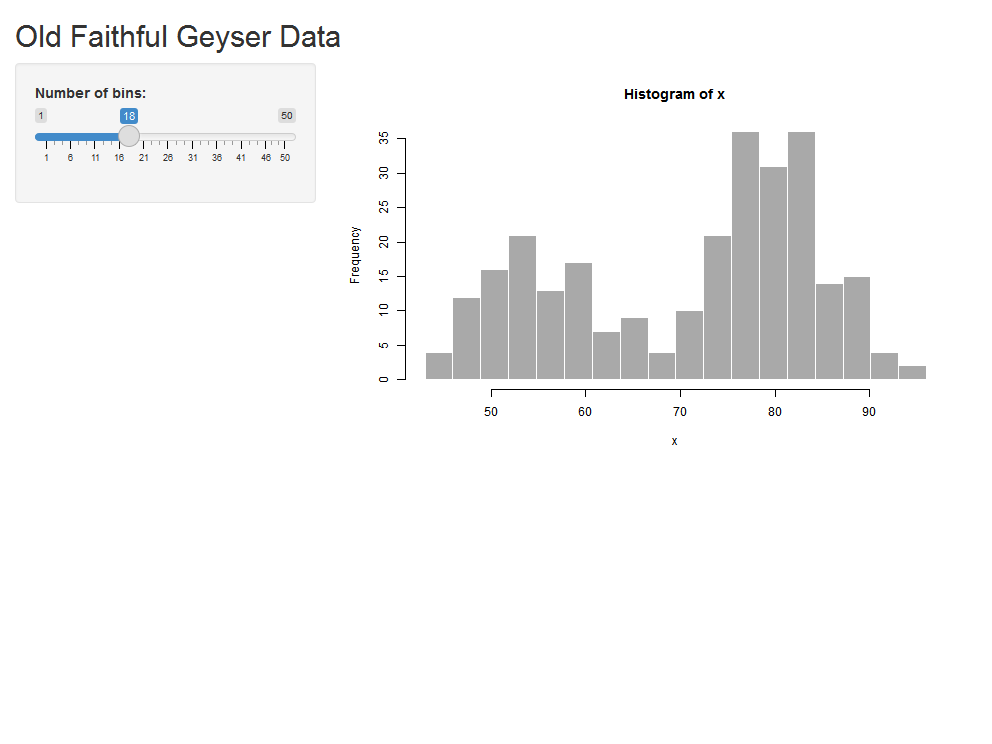 Old Faithful Geyser Data
Number of bins:
1 18 50
1 6 11 16 21 26 31 36 41 46 50
Histogram of x
Frequency
35
30
25
20
15
10
5
0
50 60 70 80 90
x